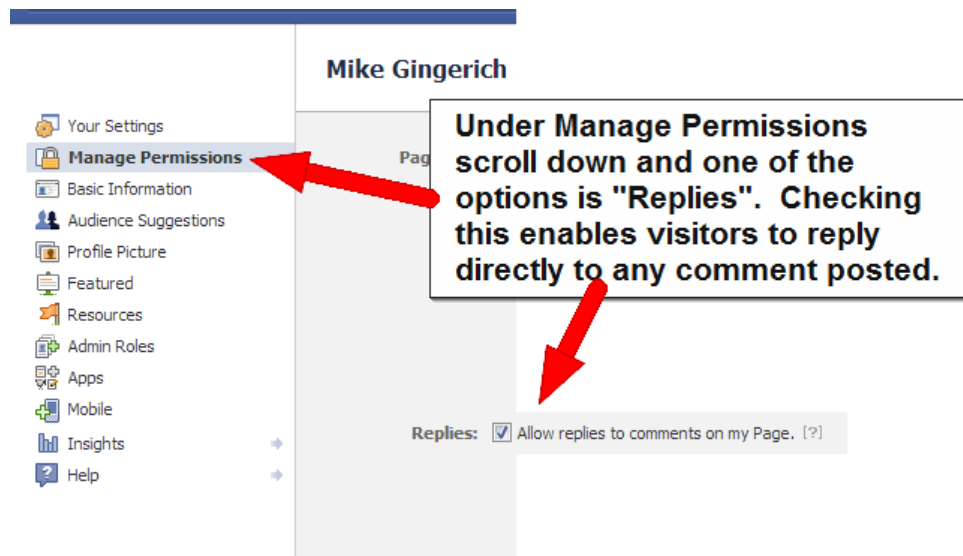 Mike Gingerich
Your Settings
Manage Permissions
Basic Information
Audience Suggestions
Profile Picture
Featured
Resources
Admin Roles
Apps
Mobile
Insights
Help
Pag
Under Manage Permissions
scroll down and one of the
options is "Replies".  Checking
this enables visitors to reply
directly to any comment posted.
Replies: Allow replies to comments on my Page. [?]